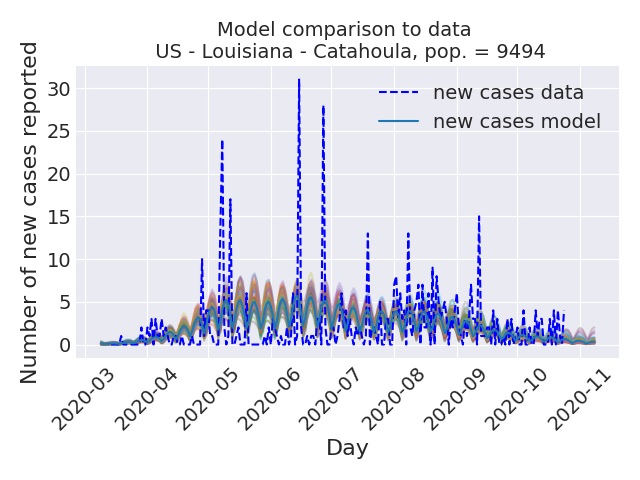 Model comparison to data
US - Louisiana - Catahoula, pop. = 9494
Number of new cases reported
30
25
20
15
10
5
0
new cases data
new cases model
2020-03
2020-04
2020-05
2020-06
2020-07
2020-08
2020-09
2020-10
2020-11
Day